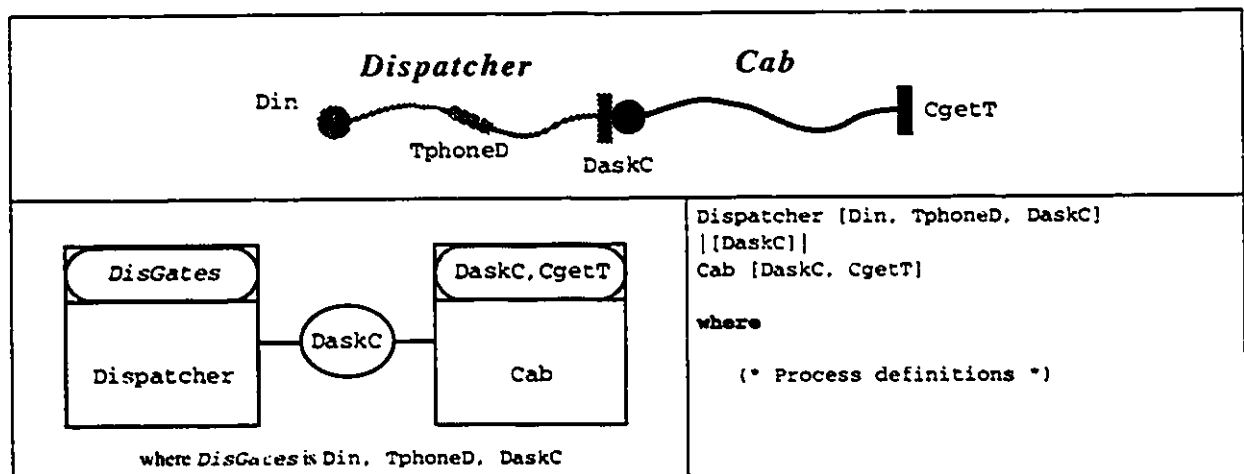 Dispatcher Cab
Din
CgetT
TphoneD
DaskC
DisGates
DaskC, CgetT
DaskC
Dispatcher
Cab
where DisGates is Din, TphoneD, DaskC
Dispatcher [Din, TphoneD, DaskC]
|[DaskC]|
Cab [DaskC, CgetT]
where
(* Process definitions *)